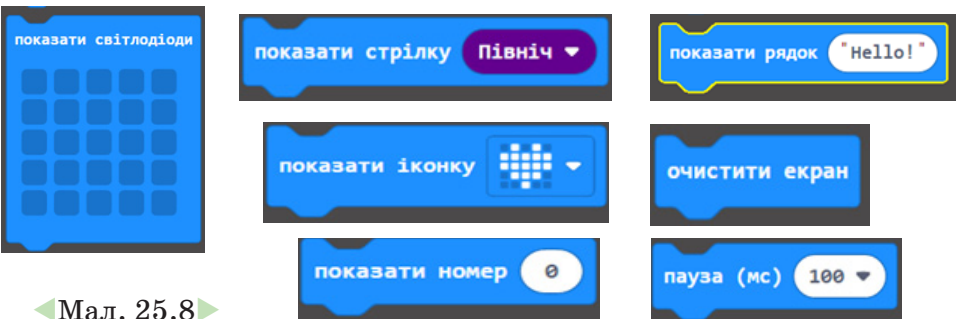 показати світлодіоди
показати стрілку Північ
показати рядок "Hello!"
показати іконку
очистити екран
показати номер 0
пауза (мс) 100
Мал. 25.8